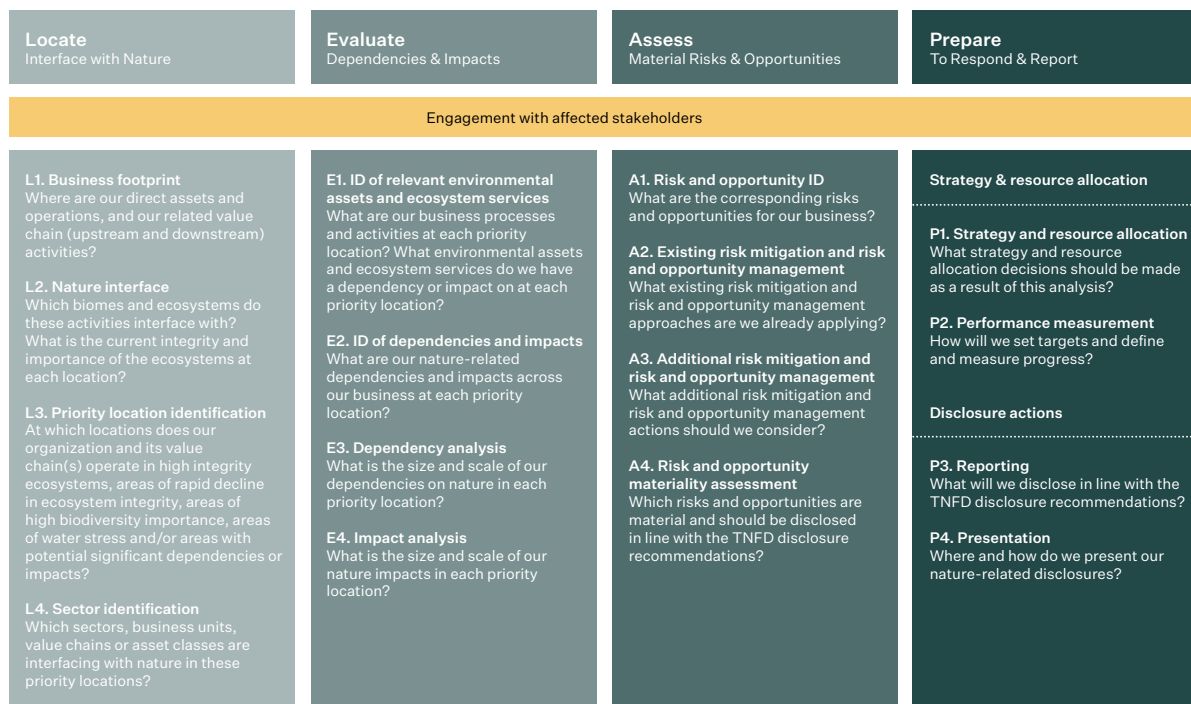 Locate
Interface with Nature
Evaluate
Dependencies & Impacts
Assess
Material Risks & Opportunities
Prepare
To Respond & Report
Engagement with affected stakeholders
L1. Business footprint
Where are our direct assets and
operations, and our related value
chain (upstream and downstream)
activities?
L2. Nature interface
Which biomes and ecosystems do
these activities interface with?
What is the current integrity and
importance of the ecosystems at
each location?
L3. Priority location identification
At which locations does our
organization and its value
chain(s) operate in high integrity
ecosystems, areas of rapid decline
in ecosystem integrity, areas of
high biodiversity importance, areas
of water stress and/or areas with
potential significant dependencies or
impacts?
L4. Sector identification
Which sectors, business units,
value chains or asset classes are
interfacing with nature in these
priority locations?
E1. ID of relevant environmental
assets and ecosystem services
What are our business processes
and activities at each priority
location? What environmental assets
and ecosystem services do we have
a dependency or impact on at each
priority location?
E2. ID of dependencies and impacts
What are our nature-related
dependencies and impacts across
our business at each priority
location?
E3. Dependency analysis
What is the size and scale of our
dependencies on nature in each
priority location?
E4. Impact analysis
What is the size and scale of our
nature impacts in each priority
location?
A1. Risk and opportunity ID
What are the corresponding risks
and opportunities for our business?
A2. Existing risk mitigation and risk
and opportunity management
What existing risk mitigation and
risk and opportunity management
approaches are we already applying?
A3. Additional risk mitigation and
risk and opportunity management
What additional risk mitigation and
risk and opportunity management
actions should we consider?
A4. Risk and opportunity
materiality assessment
Which risks and opportunities are
material and should be disclosed
in line with the TNFD disclosure
recommendations?
Strategy & resource allocation
P1. Strategy and resource allocation
What strategy and resource
allocation decisions should be made
as a result of this analysis?
P2. Performance measurement
How will we set targets and define
and measure progress?
Disclosure actions
P3. Reporting
What will we disclose in line with the
TNFD disclosure recommendations?
P4. Presentation
Where and how do we present our
nature-related disclosures?